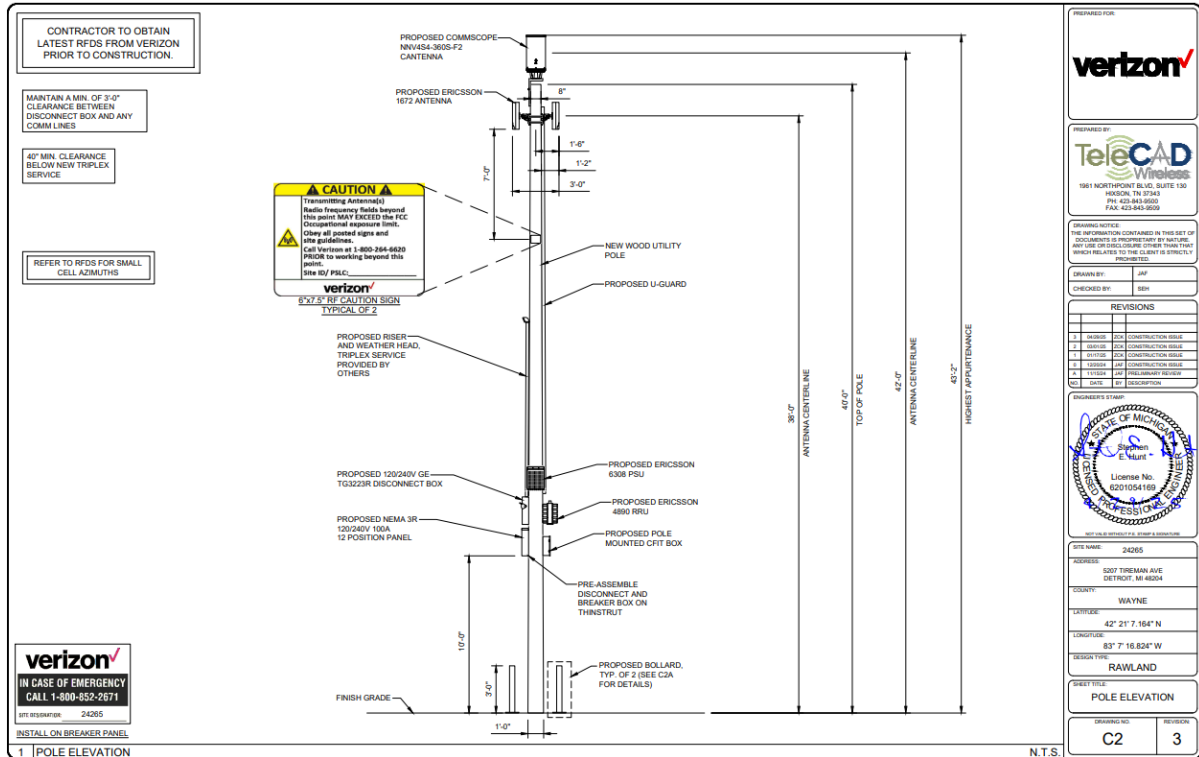 CONTRACTOR TO OBTAIN
LATEST RFDS FROM VERIZON
PRIOR TO CONSTRUCTION.
MAINTAIN A MIN. OF 3'-0"
CLEARANCE BETWEEN
DISCONNECT BOX AND ANY
COMM LINES
40" MIN. CLEARANCE
BELOW NEW TRIPLEX
SERVICE
REFER TO RFDS FOR SMALL
CELL AZIMUTHS
PROPOSED COMMSCOPE
NNV4S4-360S-F2
CANTENNA
PROPOSED ERICSSON
1672 ANTENNA
8"
1'-6"
1'-2"
3'-0"
7'-0"
CAUTION
Transmitting Antenna(s)
Radio frequency fields beyond
this point MAY EXCEED the FCC
Occupational exposure limit.
Obey all posted signs and
site guidelines.
Call Verizon at 1-800-264-6620
PRIOR to working beyond this
point.
Site ID/ PSLC:
verizon
6"x7.5" RF CAUTION SIGN
TYPICAL OF 2
NEW WOOD UTILITY
POLE
PROPOSED U-GUARD
PROPOSED RISER
AND WEATHER HEAD,
TRIPLEX SERVICE
PROVIDED BY
OTHERS
PROPOSED 120/240V GE
TG3223R DISCONNECT BOX
PROPOSED NEMA 3R
120/240V 100A
12 POSITION PANEL
PROPOSED ERICSSON
6308 PSU
PROPOSED ERICSSON
4890 RRU
PROPOSED POLE
MOUNTED CFIT BOX
PRE-ASSEMBLE
DISCONNECT AND
BREAKER BOX ON
THINSTRUT
10'-0"
3'-0"
PROPOSED BOLLARD,
TYP. OF 2 (SEE C2A
FOR DETAILS)
FINISH GRADE
1'-0"
38'-0"
ANTENNA CENTERLINE
40'-0"
TOP OF POLE
42'-0"
ANTENNA CENTERLINE
43'-2"
HIGHEST APPURTENANCE
verizon
IN CASE OF EMERGENCY
CALL 1-800-852-2671
SITE DESIGNATOR: 24265
INSTALL ON BREAKER PANEL
1 POLE ELEVATION
N.T.S.
PREPARED FOR:
verizon
PREPARED BY:
TeleCAD
Wireless
1961 NORTHPOINT BLVD, SUITE 130
HIXSON, TN 37343
PH: 423-843-9500
FAX: 423-843-9509
DRAWING NOTICE:
THE INFORMATION CONTAINED IN THIS SET OF
DOCUMENTS IS PROPRIETARY BY NATURE.
ANY USE OR DISCLOSURE OTHER THAN THAT
WHICH RELATES TO THE CLIENT IS STRICTLY
PROHIBITED.
DRAWN BY: JAF
CHECKED BY: SEH
REVISIONS
3 ZCK CONSTRUCTION ISSUE
2 ZCK CONSTRUCTION ISSUE
1 01/17/25 ZCK CONSTRUCTION ISSUE
0 JAF CONSTRUCTION ISSUE
A JAF PRELIMINARY REVIEW
NO. DATE BY DESCRIPTION
ENGINEER'S STAMP:
STATE OF MICHIGAN
Stephen
E. Hunt
License No.
6201054169
LICENSED PROFESSIONAL ENGINEER
NOT VALID WITHOUT P.E. STAMP & SIGNATURE
SITE NAME: 24265
ADDRESS:
5207 TIREMAN AVE
DETROIT, MI 48204
COUNTY:
WAYNE
LATITUDE:
42° 21' 7.164" N
LONGITUDE:
83° 7' 16.824" W
DESIGN TYPE:
RAWLAND
SHEET TITLE:
POLE ELEVATION
DRAWING NO. REVISION:
C2 3